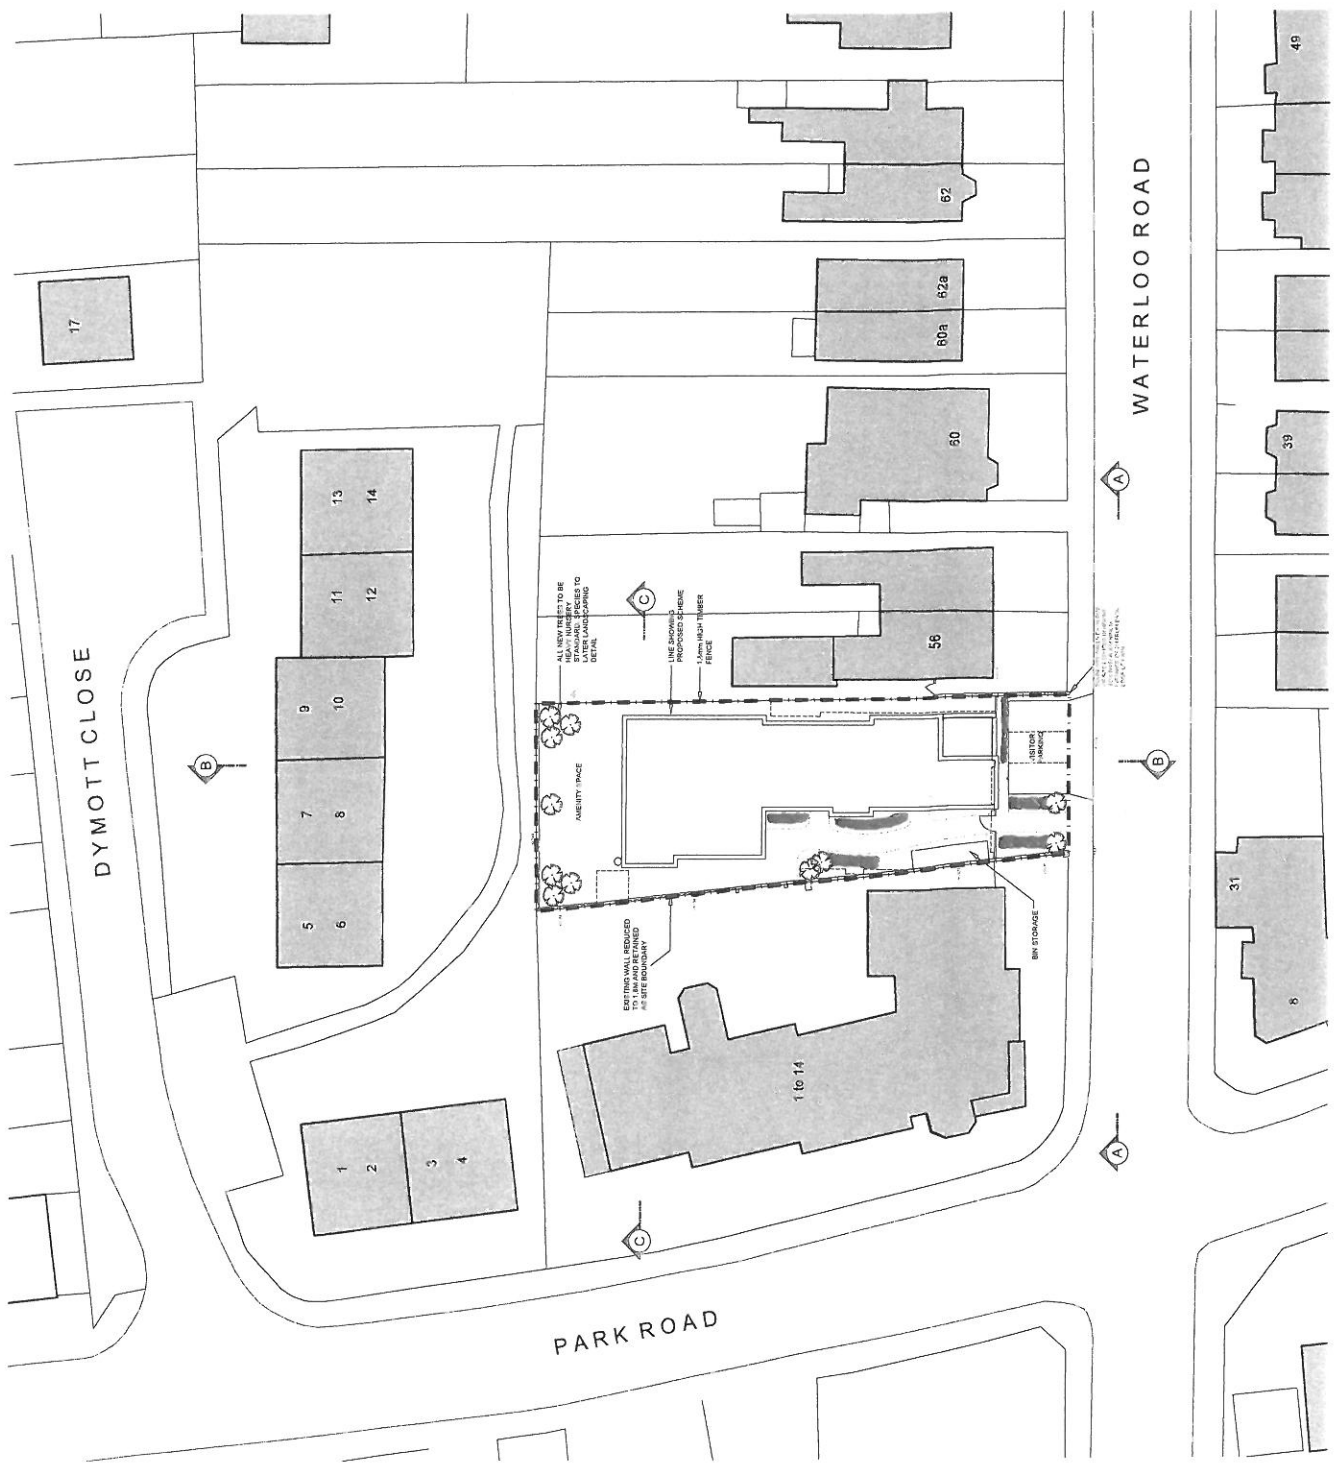 49
62
62a
60a
60
39
56
31
8
17
13
14
11
12
9
10
7
8
5
6
1
2
3
4
1 to 14
WATERLOO ROAD
DYMOTT CLOSE
PARK ROAD
A
A
B
B
C
C
ALL NEW TREES TO BE
HEAVY NURSERY
STANDARD. SPECIES TO
LATER LANDSCAPING
DETAIL
LINE SHOWING
PROPOSED SCHEME
HIGH TIMBER
FENCE
AMENITY SPACE
VISITOR
PARKING
EXISTING WALL REDUCED
TO 1.8M AND RETAINED
AS SITE BOUNDARY
BIN STORAGE